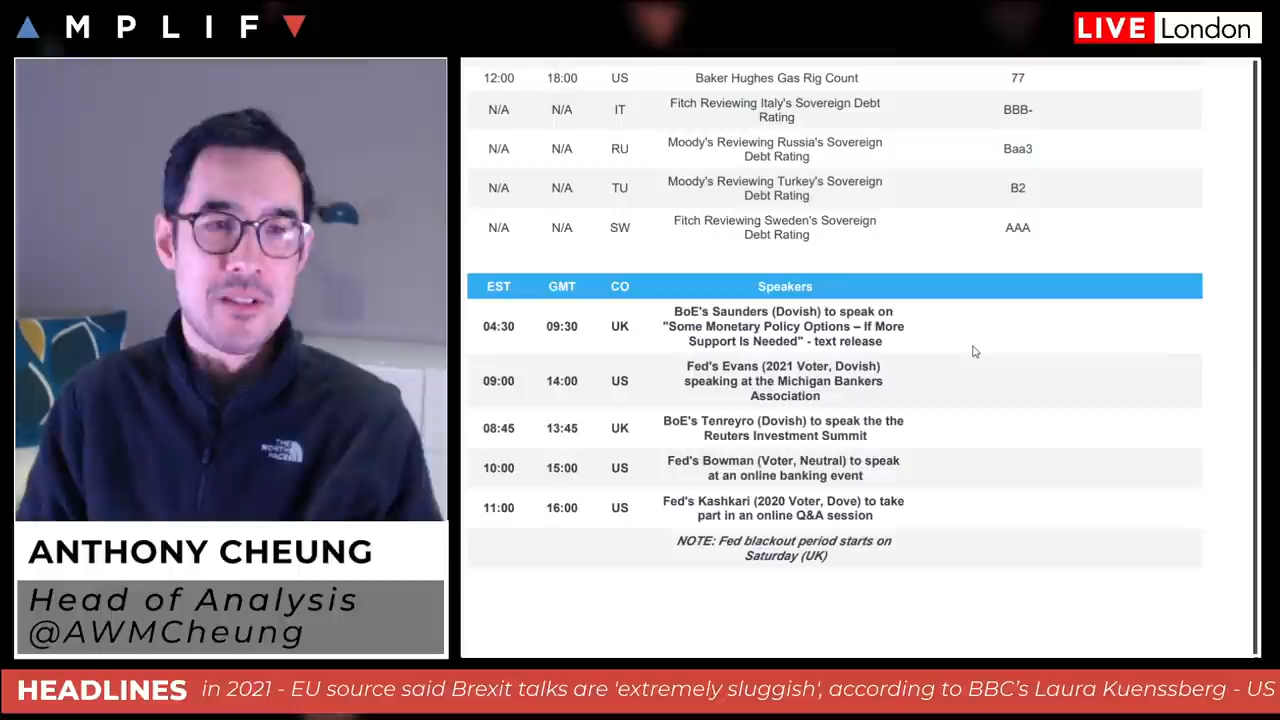 AMPLIFY
LIVE London
12:00 18:00 US Baker Hughes Gas Rig Count 77
N/A N/A IT Fitch Reviewing Italy's Sovereign Debt
Rating BBB-
N/A N/A RU Moody's Reviewing Russia's Sovereign
Debt Rating Baa3
N/A N/A TU Moody's Reviewing Turkey's Sovereign
Debt Rating B2
N/A N/A SW Fitch Reviewing Sweden's Sovereign
Debt Rating AAA
EST GMT CO Speakers
04:30 09:30 UK BoE's Saunders (Dovish) to speak on
"Some Monetary Policy Options – If More
Support Is Needed" - text release
09:00 14:00 US Fed's Evans (2021 Voter, Dovish)
speaking at the Michigan Bankers
Association
08:45 13:45 UK BoE's Tenreyro (Dovish) to speak the the
Reuters Investment Summit
10:00 15:00 US Fed's Bowman (Voter, Neutral) to speak
at an online banking event
11:00 16:00 US Fed's Kashkari (2020 Voter, Dove) to take
part in an online Q&A session
NOTE: Fed blackout period starts on
Saturday (UK)
THE
NORTH
FACE
ANTHONY CHEUNG
Head of Analysis
@AWMCheung
HEADLINES in 2021 - EU source said Brexit talks are 'extremely sluggish', according to BBC's Laura Kuenssberg - US